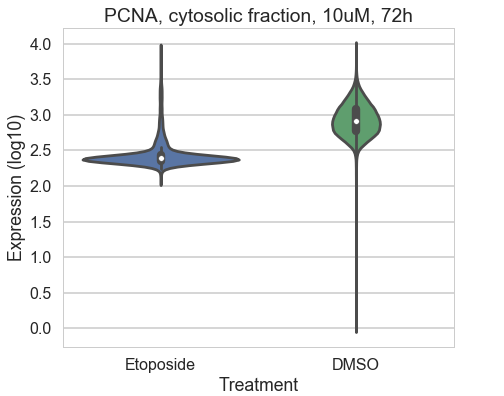 PCNA, cytosolic fraction, 10uM, 72h
4.0
3.5
3.0
2.5
2.0
1.5
1.0
0.5
0.0
Expression (log10)
Etoposide DMSO
Treatment